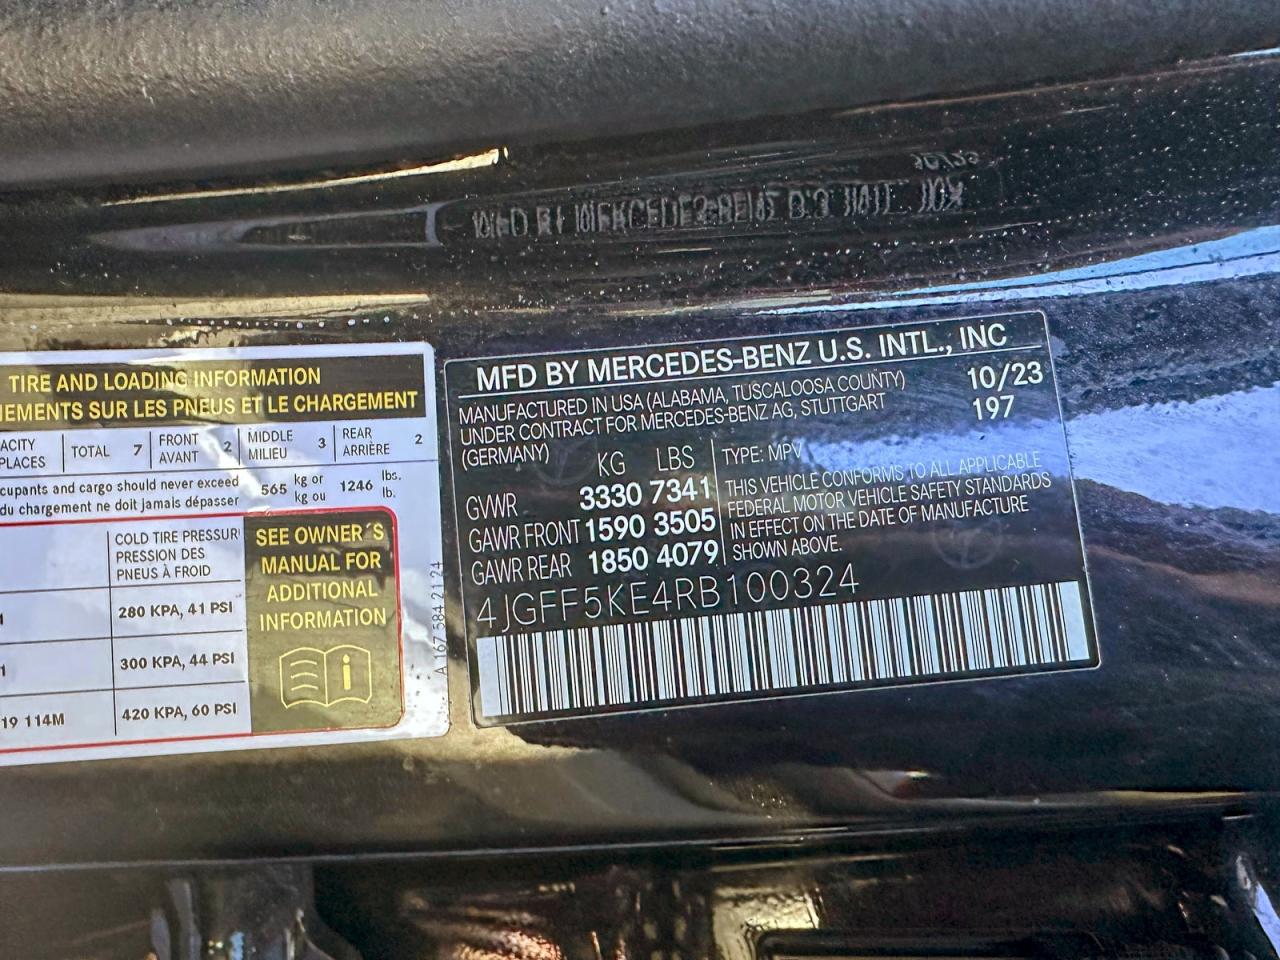 TIRE AND LOADING INFORMATION
NEMENTS SUR LES PNEUS ET LE CHARGEMENT
ACITY
PLACES
TOTAL 7
FRONT
AVANT 2
MIDDLE
MILIEU 3
REAR
ARRIÈRE 2
cupants and cargo should never exceed
du chargement ne doit jamais dépasser
565 kg or
kg ou
1246 lbs.
lb.
COLD TIRE PRESSUR
PRESSION DES
PNEUS À FROID
280 KPA, 41 PSI
300 KPA, 44 PSI
19 114M
420 KPA, 60 PSI
SEE OWNER´S
MANUAL FOR
ADDITIONAL
INFORMATION
A 167 584 21 24
MFD BY MERCEDES-BENZ U.S. INTL., INC
MANUFACTURED IN USA (ALABAMA, TUSCALOOSA COUNTY)
UNDER CONTRACT FOR MERCEDES-BENZ AG, STUTTGART
(GERMANY)
10/23
197
KG LBS
GVWR 3330 7341
GAWR FRONT 1590 3505
GAWR REAR 1850 4079
TYPE: MPV
THIS VEHICLE CONFORMS TO ALL APPLICABLE
FEDERAL MOTOR VEHICLE SAFETY STANDARDS
IN EFFECT ON THE DATE OF MANUFACTURE
SHOWN ABOVE.
4JGFF5KE4RB100324